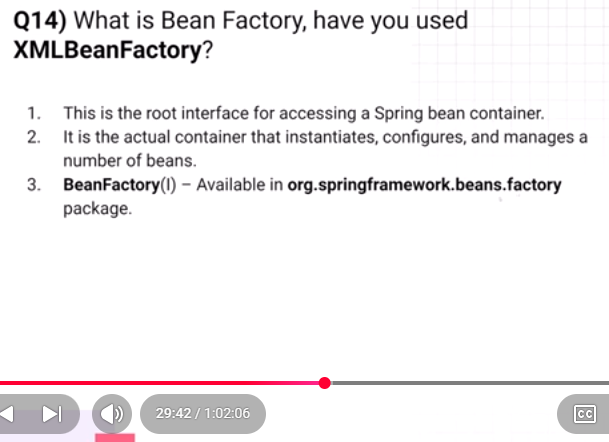 Q14) What is Bean Factory, have you used
XMLBeanFactory?
1. This is the root interface for accessing a Spring bean container.
2. It is the actual container that instantiates, configures, and manages a
number of beans.
3. BeanFactory(I) – Available in org.springframework.beans.factory
package.
29:42 / 1:02:06
CC